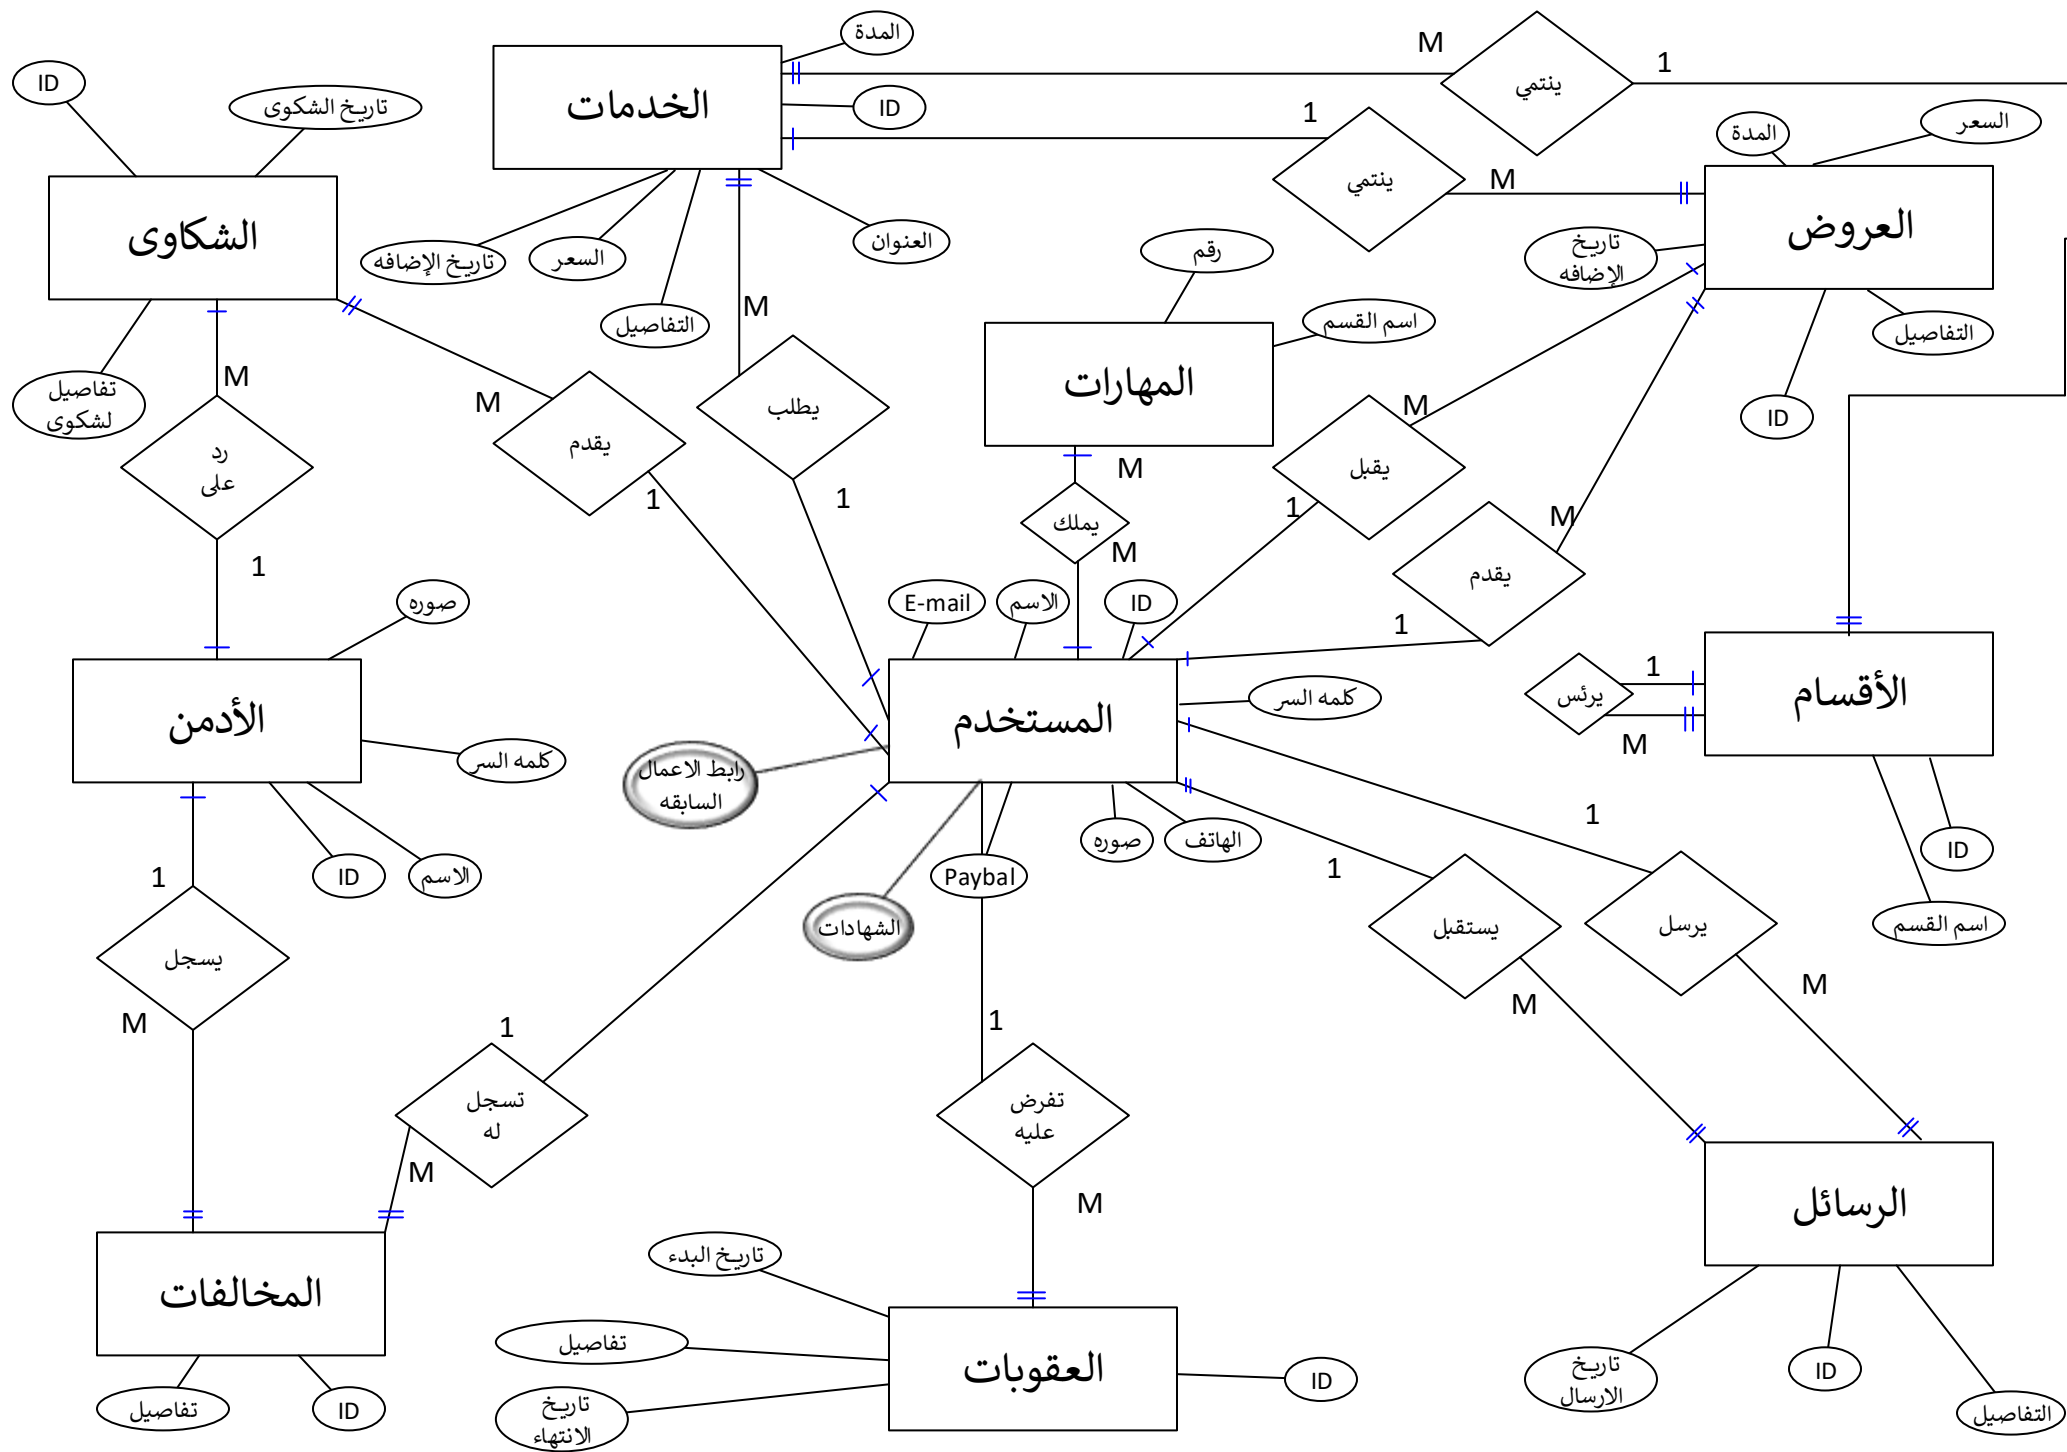 المدة
M
ينتمي
1
ID
تاريخ الشكوى
الخدمات
ID
1
ينتمي
M
المدة
السعر
الشكاوى
العروض
تاريخ الإضافه
السعر
العنوان
التفاصيل
رقم
تاريخ
الإضافه
التفاصيل
ID
اسم القسم
المهارات
M
يطلب
1
M
يقدم
1
تفاصيل
لشكوى
M
رد
على
1
M
يملك
M
M
يقبل
1
M
يقدم
1
صوره
E-mail
الاسم
ID
كلمه السر
الأدمن
كلمه السر
ID
الاسم
المستخدم
رابط الاعمال
السابقه
الشهادات
Paybal
صوره
الهاتف
1
يرئس
M
الأقسام
ID
اسم القسم
1
يسجل
M
1
تسجل
له
M
1
تفرض
عليه
M
1
يستقبل
M
1
يرسل
M
المخالفات
تفاصيل
ID
تاريخ البدء
تفاصيل
تاريخ
الانتهاء
العقوبات
ID
الرسائل
تاريخ
الارسال
ID
التفاصيل